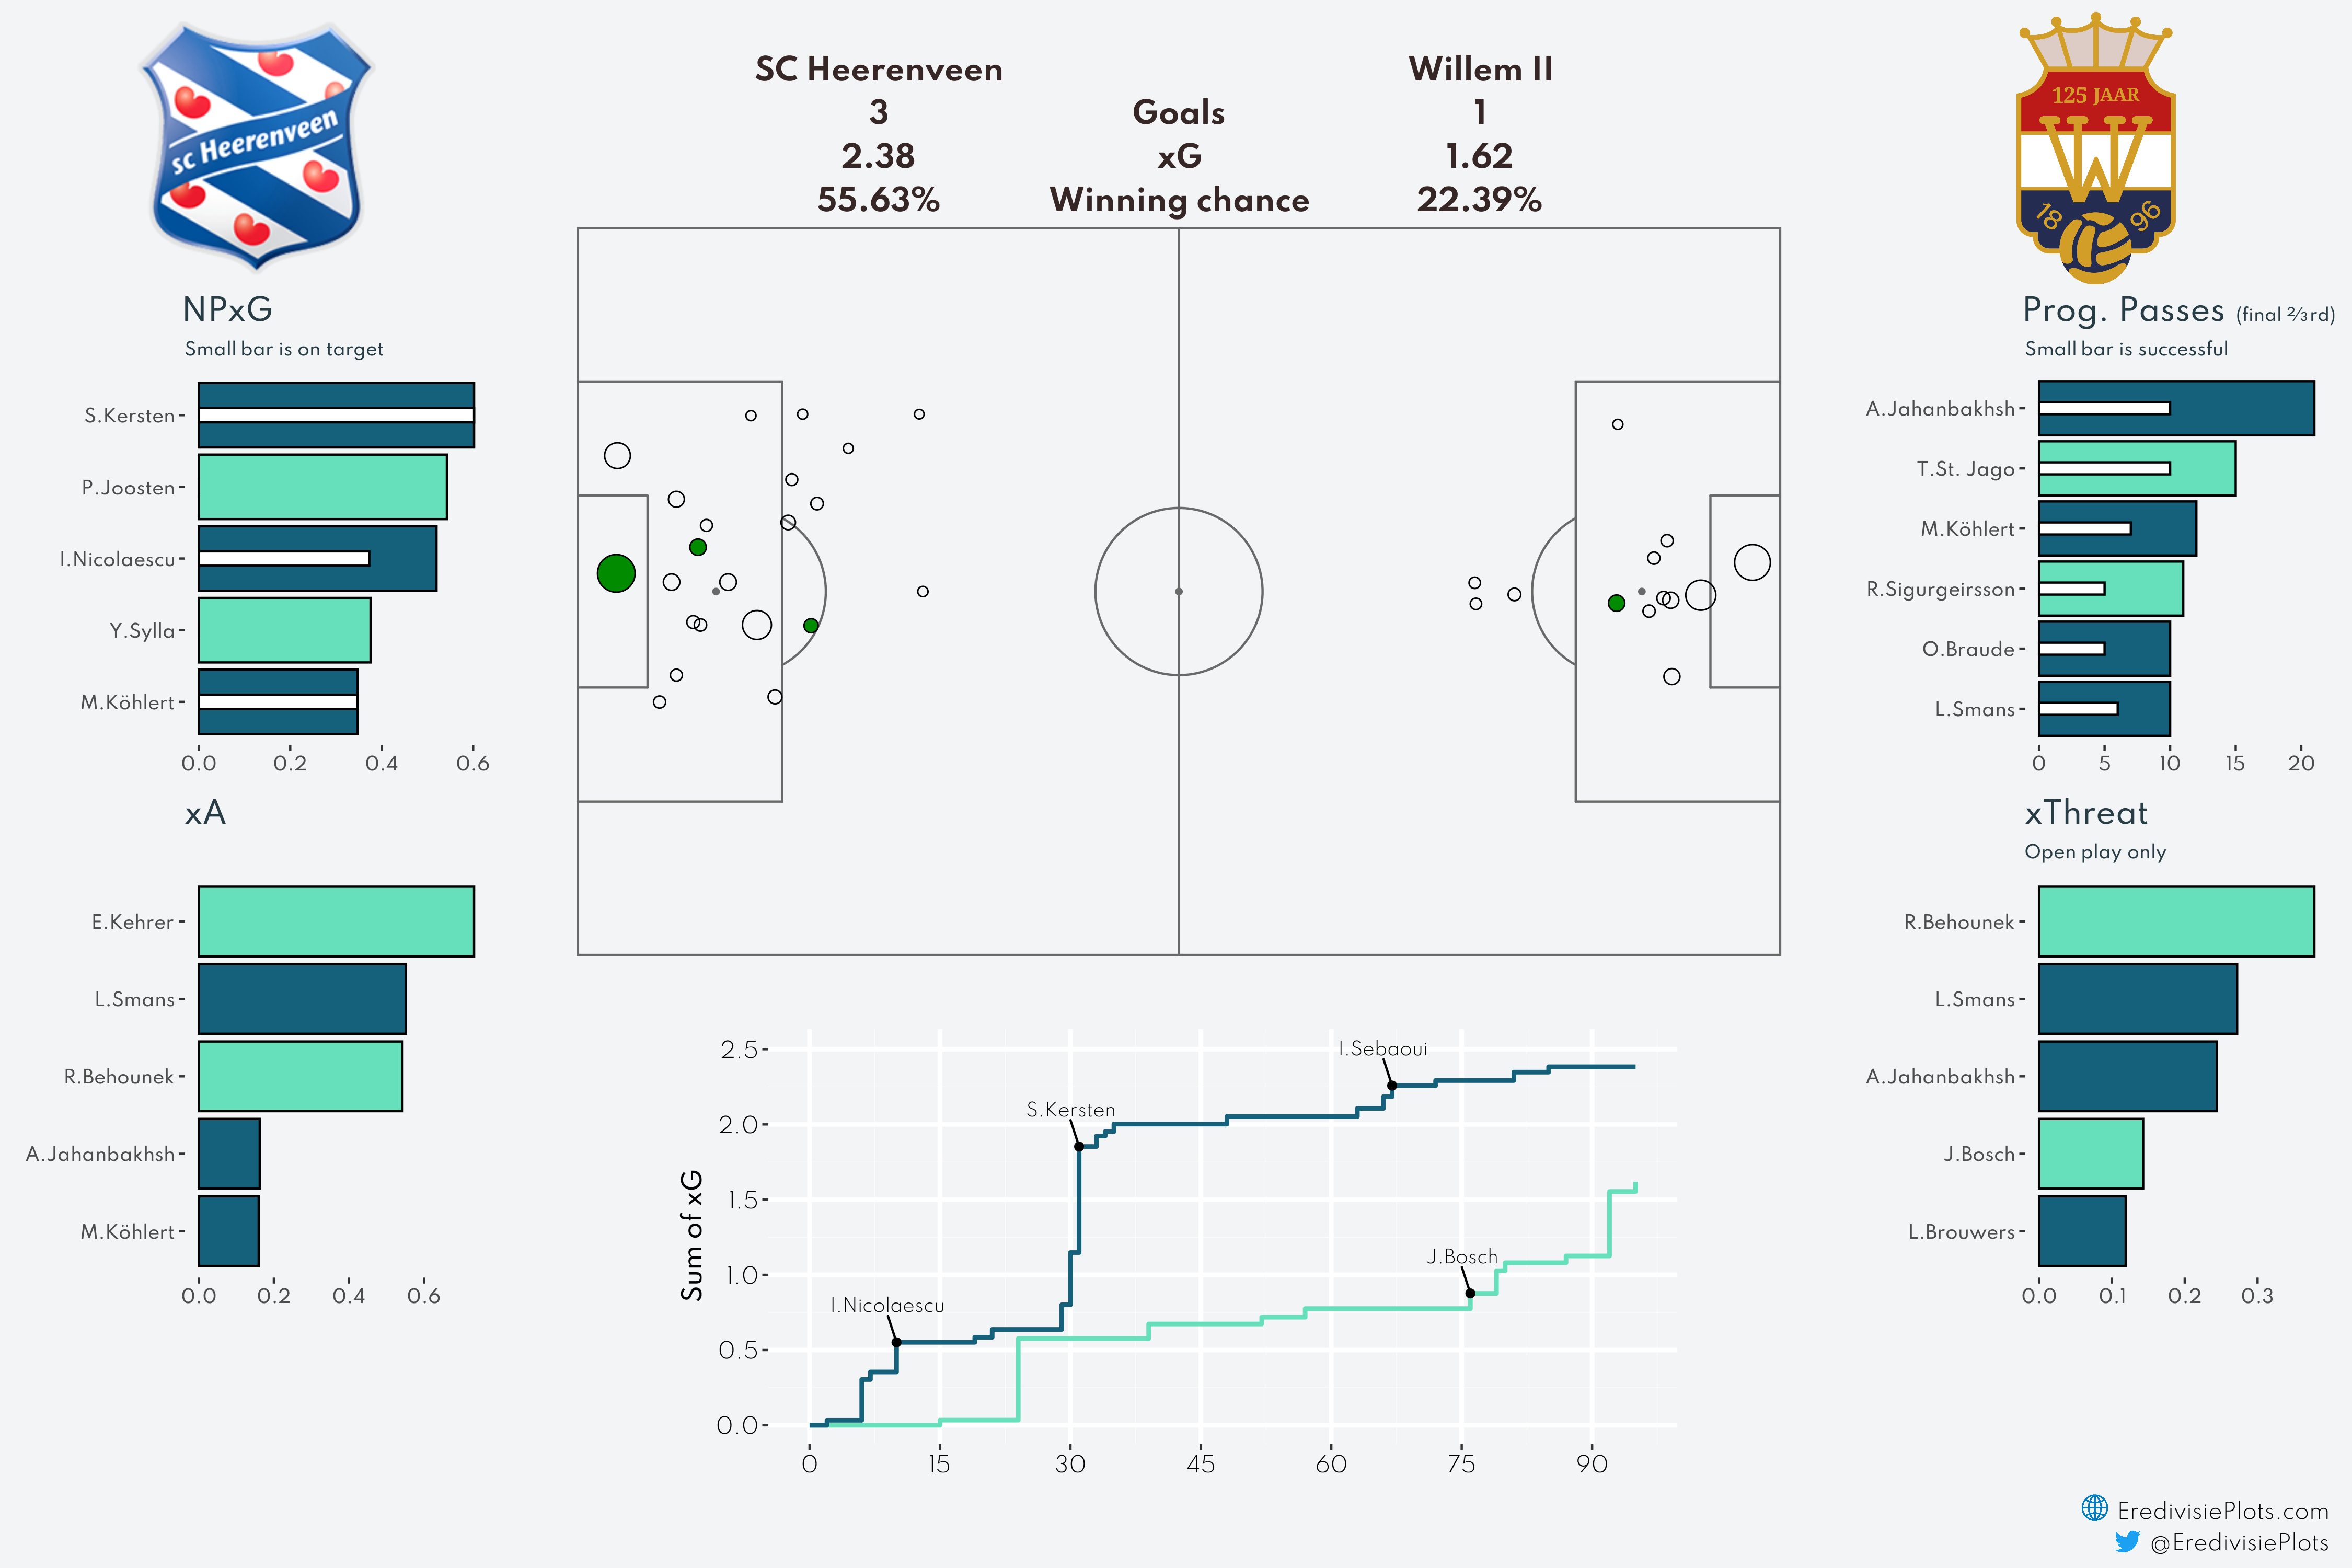 sc Heerenveen
SC Heerenveen
Willem II
3
Goals
1
2.38
xG
1.62
55.63%
Winning chance
22.39%
125 JAAR
W
18
96
NPxG
Small bar is on target
S.Kersten
P.Joosten
I.Nicolaescu
Y.Sylla
M.Köhlert
0.0 0.2 0.4 0.6
xA
E.Kehrer
L.Smans
R.Behounek
A.Jahanbakhsh
M.Köhlert
0.0 0.2 0.4 0.6
Sum of xG
2.5
2.0
1.5
1.0
0.5
0.0
I.Sebaoui
S.Kersten
J.Bosch
I.Nicolaescu
0 15 30 45 60 75 90
Prog. Passes (final ⅔rd)
Small bar is successful
A.Jahanbakhsh
T.St. Jago
M.Köhlert
R.Sigurgeirsson
O.Braude
L.Smans
0 5 10 15 20
xThreat
Open play only
R.Behounek
L.Smans
A.Jahanbakhsh
J.Bosch
L.Brouwers
0.0 0.1 0.2 0.3
EredivisiePlots.com
@EredivisiePlots